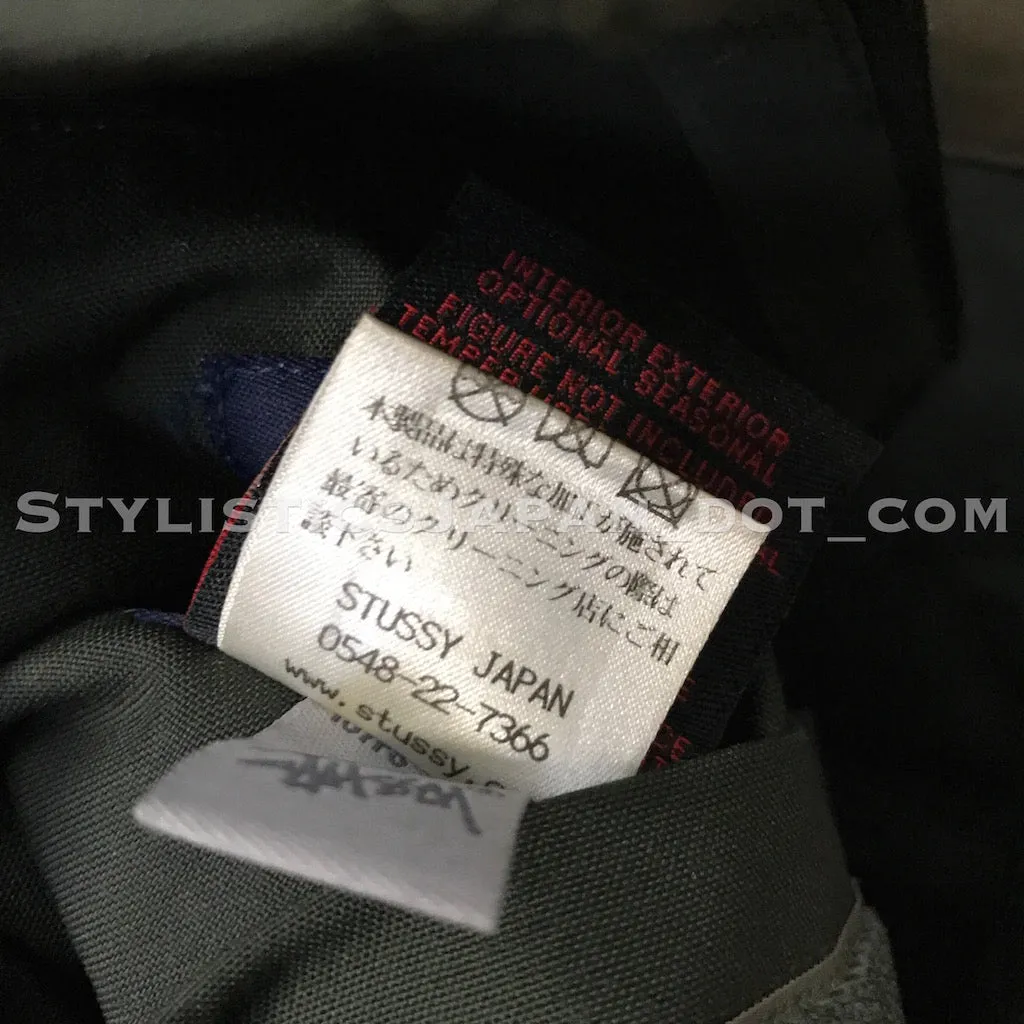 INTERIOR EXTERIOR
OPTIONAL SEASONAL
FIGURE NOT INCLUDED
本製品は特殊な加工が施されて
いるためクリーニングの際は
最寄のクリーニング店にご相
談下さい
STUSSY JAPAN
0548-22-7366
www.stussy.c